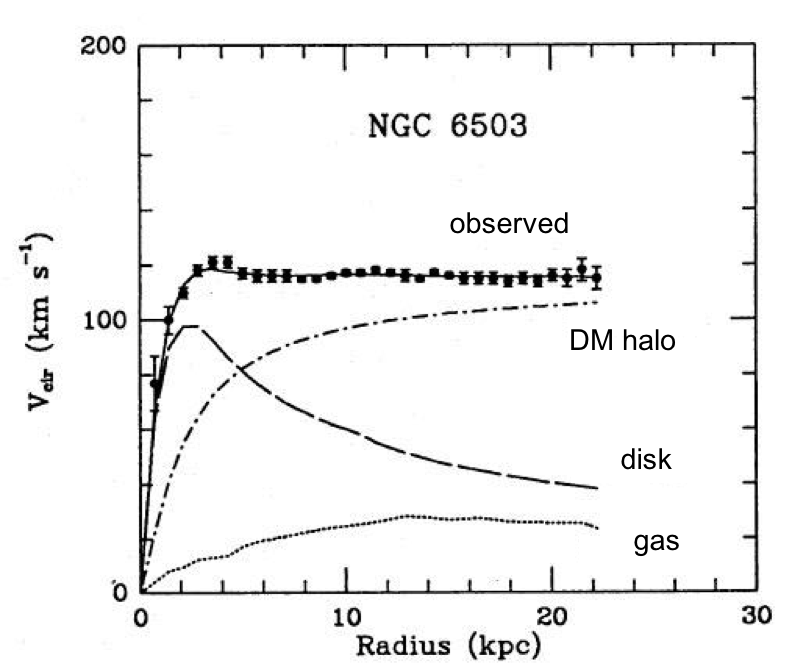 200
NGC 6503
observed
100
DM halo
disk
gas
0
V_cir (km s^-1)
0 10 20 30
Radius (kpc)